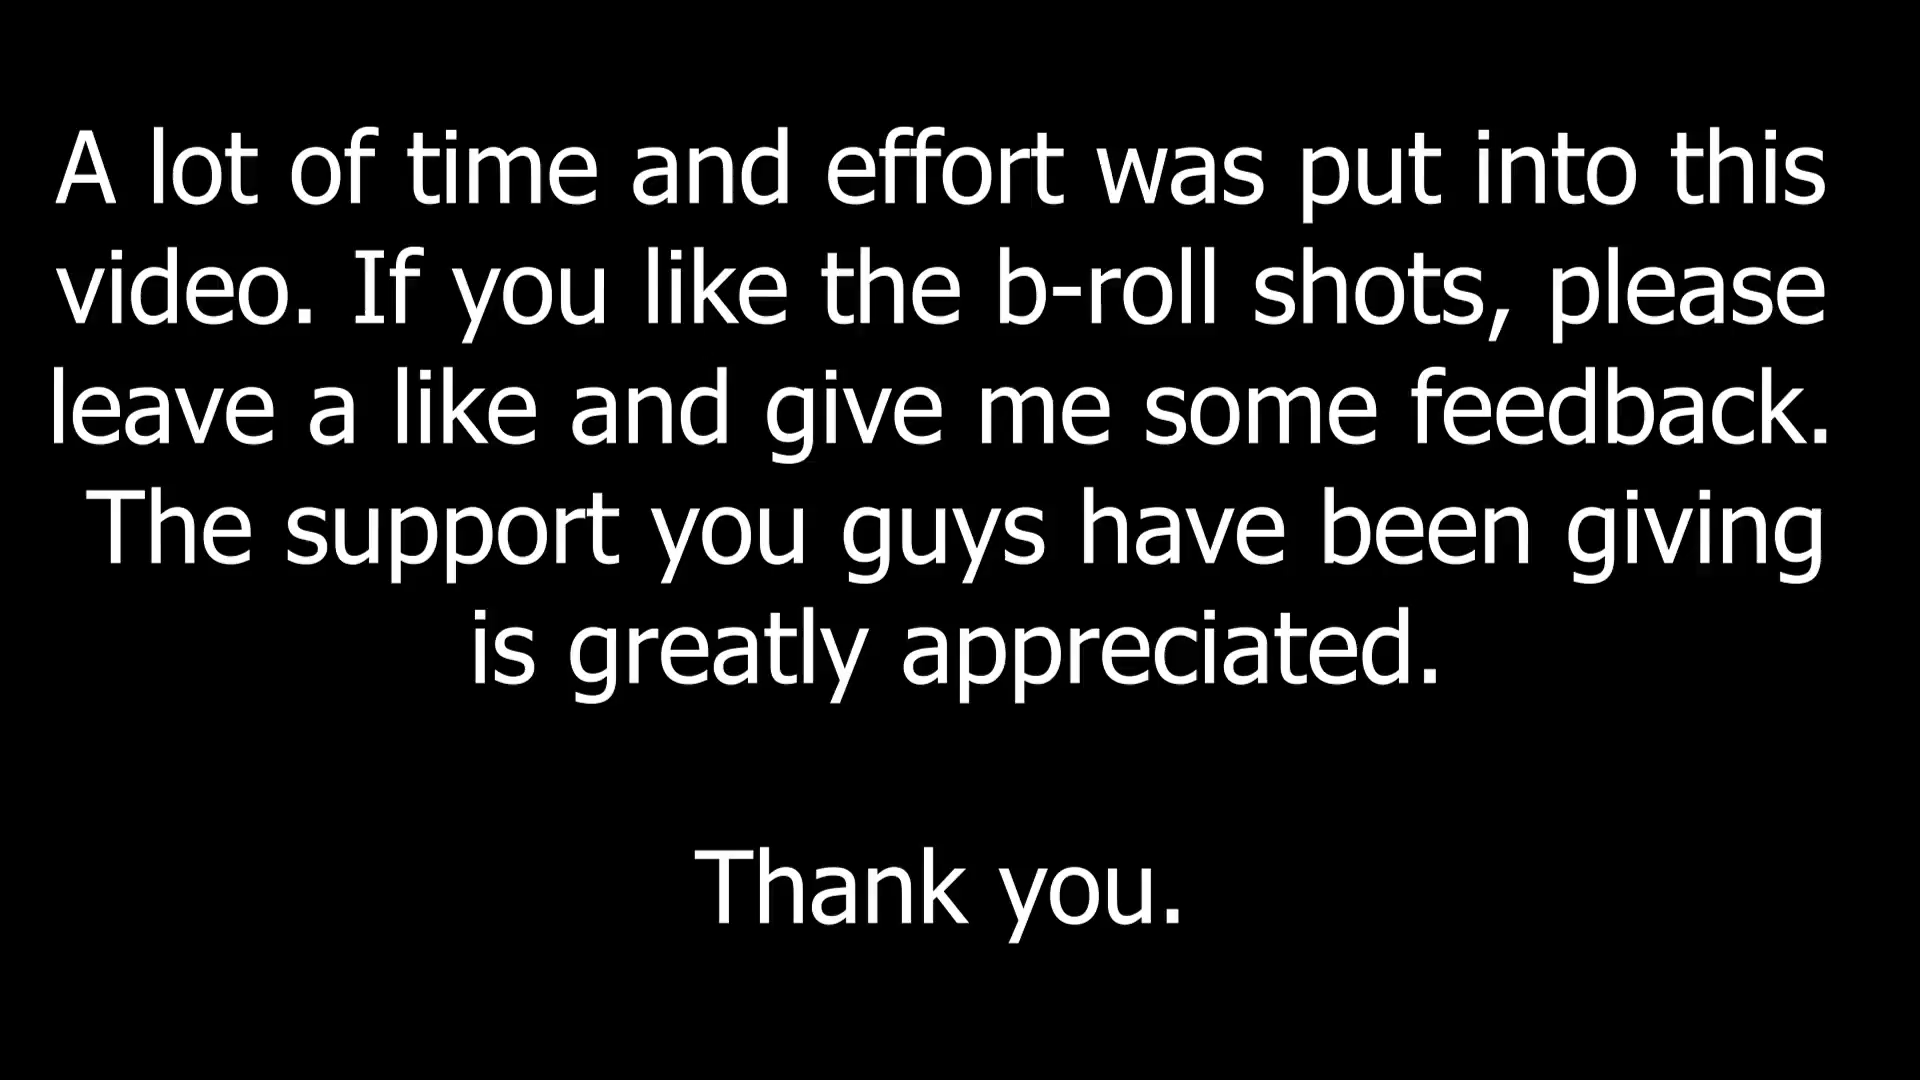 A lot of time and effort was put into this
video. If you like the b-roll shots, please
leave a like and give me some feedback.
The support you guys have been giving
is greatly appreciated.
Thank you.